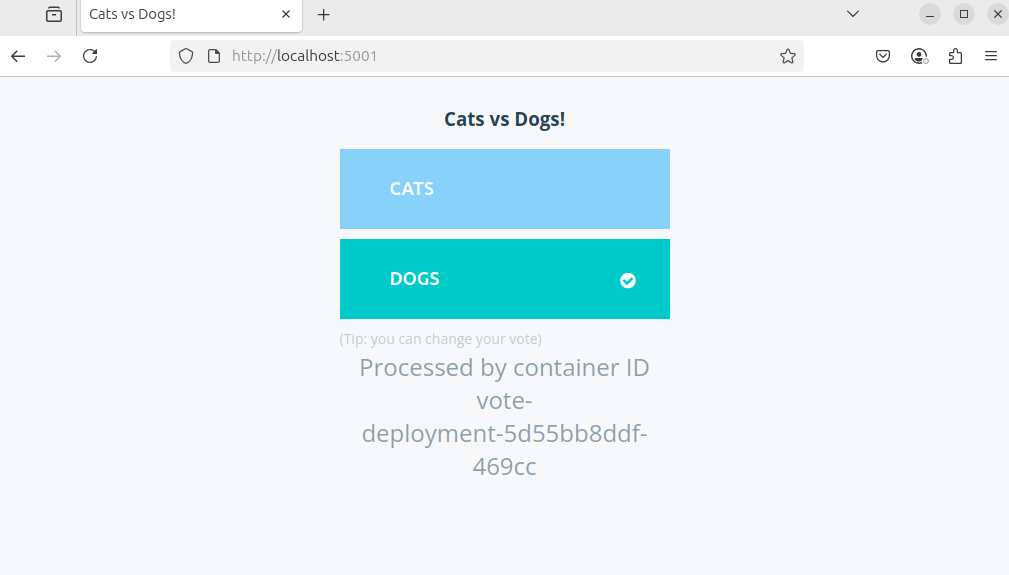 Cats vs Dogs!
http://localhost:5001
Cats vs Dogs!
CATS
DOGS
(Tip: you can change your vote)
Processed by container ID
vote-
deployment-5d55bb8ddf-
469cc